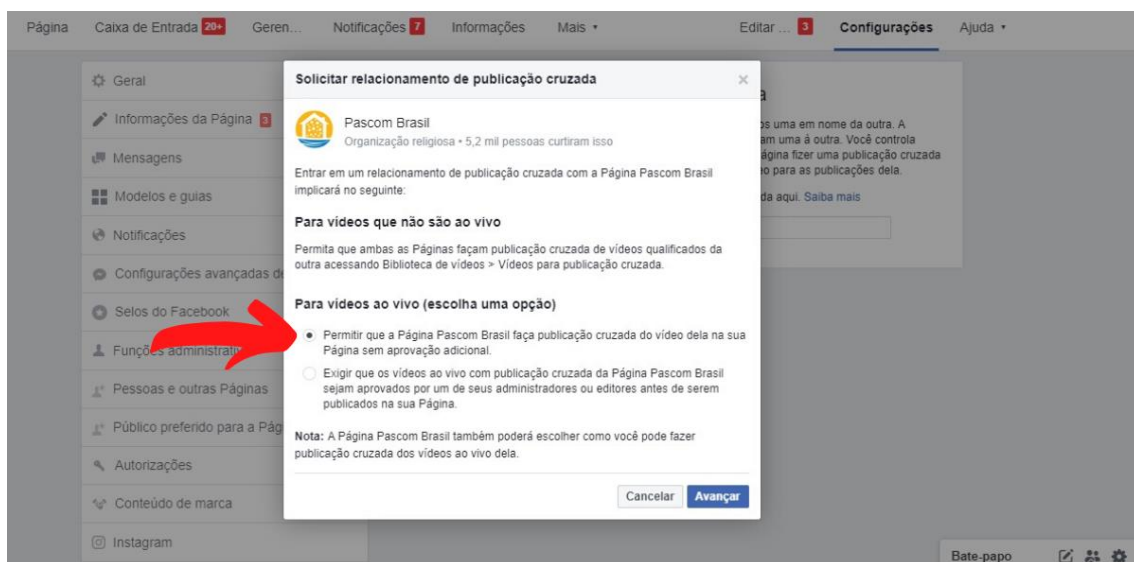 Página Caixa de Entrada 20+ Geren... Notificações 7 Informações Mais Editar ... 3 Configurações Ajuda
Geral
Informações da Página 3
Mensagens
Modelos e guias
Notificações
Configurações avançadas de
Selos do Facebook
Funções administrati
Pessoas e outras Páginas
Público preferido para a Pág
Autorizações
Conteúdo de marca
Instagram
Solicitar relacionamento de publicação cruzada
Pascom Brasil
Organização religiosa • 5,2 mil pessoas curtiram isso
Entrar em um relacionamento de publicação cruzada com a Página Pascom Brasil
implicará no seguinte:
Para vídeos que não são ao vivo
Permita que ambas as Páginas façam publicação cruzada de vídeos qualificados da
outra acessando Biblioteca de vídeos > Vídeos para publicação cruzada.
Para vídeos ao vivo (escolha uma opção)
Permitir que a Página Pascom Brasil faça publicação cruzada do vídeo dela na sua
Página sem aprovação adicional.
Exigir que os vídeos ao vivo com publicação cruzada da Página Pascom Brasil
sejam aprovados por um de seus administradores ou editores antes de serem
publicados na sua Página.
Nota: A Página Pascom Brasil também poderá escolher como você pode fazer
publicação cruzada dos vídeos ao vivo dela.
Cancelar Avançar
a
os uma em nome da outra. A
am uma à outra. Você controla
ágina fizer uma publicação cruzada
o para as publicações dela.
da aqui. Saiba mais
Bate-papo